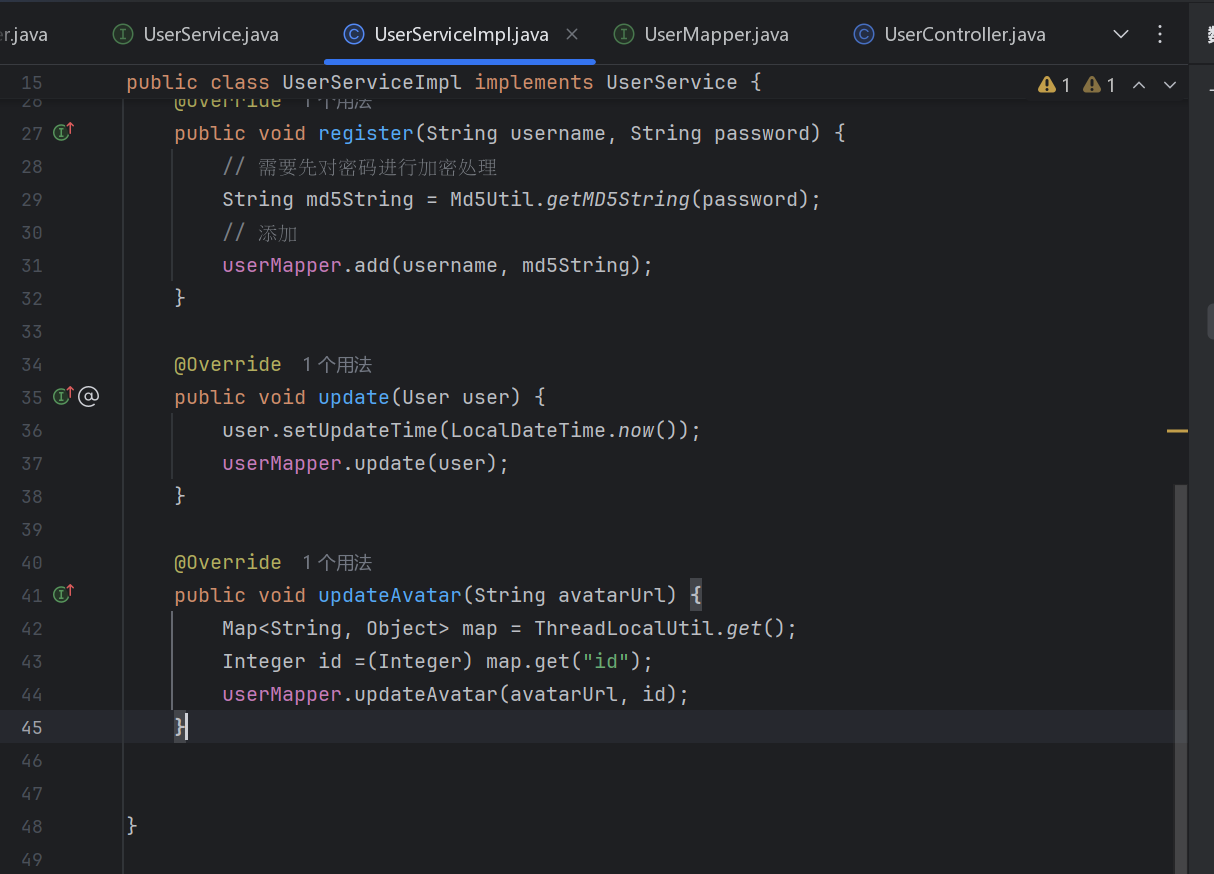 r.java UserService.java UserServiceImpl.java UserMapper.java UserController.java
15 public class UserServiceImpl implements UserService { 1 1
26 @Override 1 个用法
27 public void register(String username, String password) {
28 // 需要先对密码进行加密处理
29 String md5String = Md5Util.getMD5String(password);
30 // 添加
31 userMapper.add(username, md5String);
32 }
33
34 @Override 1 个用法
35 public void update(User user) {
36 user.setUpdateTime(LocalDateTime.now());
37 userMapper.update(user);
38 }
39
40 @Override 1 个用法
41 public void updateAvatar(String avatarUrl) {
42 Map<String, Object> map = ThreadLocalUtil.get();
43 Integer id =(Integer) map.get("id");
44 userMapper.updateAvatar(avatarUrl, id);
45 }
46
47
48 }
49